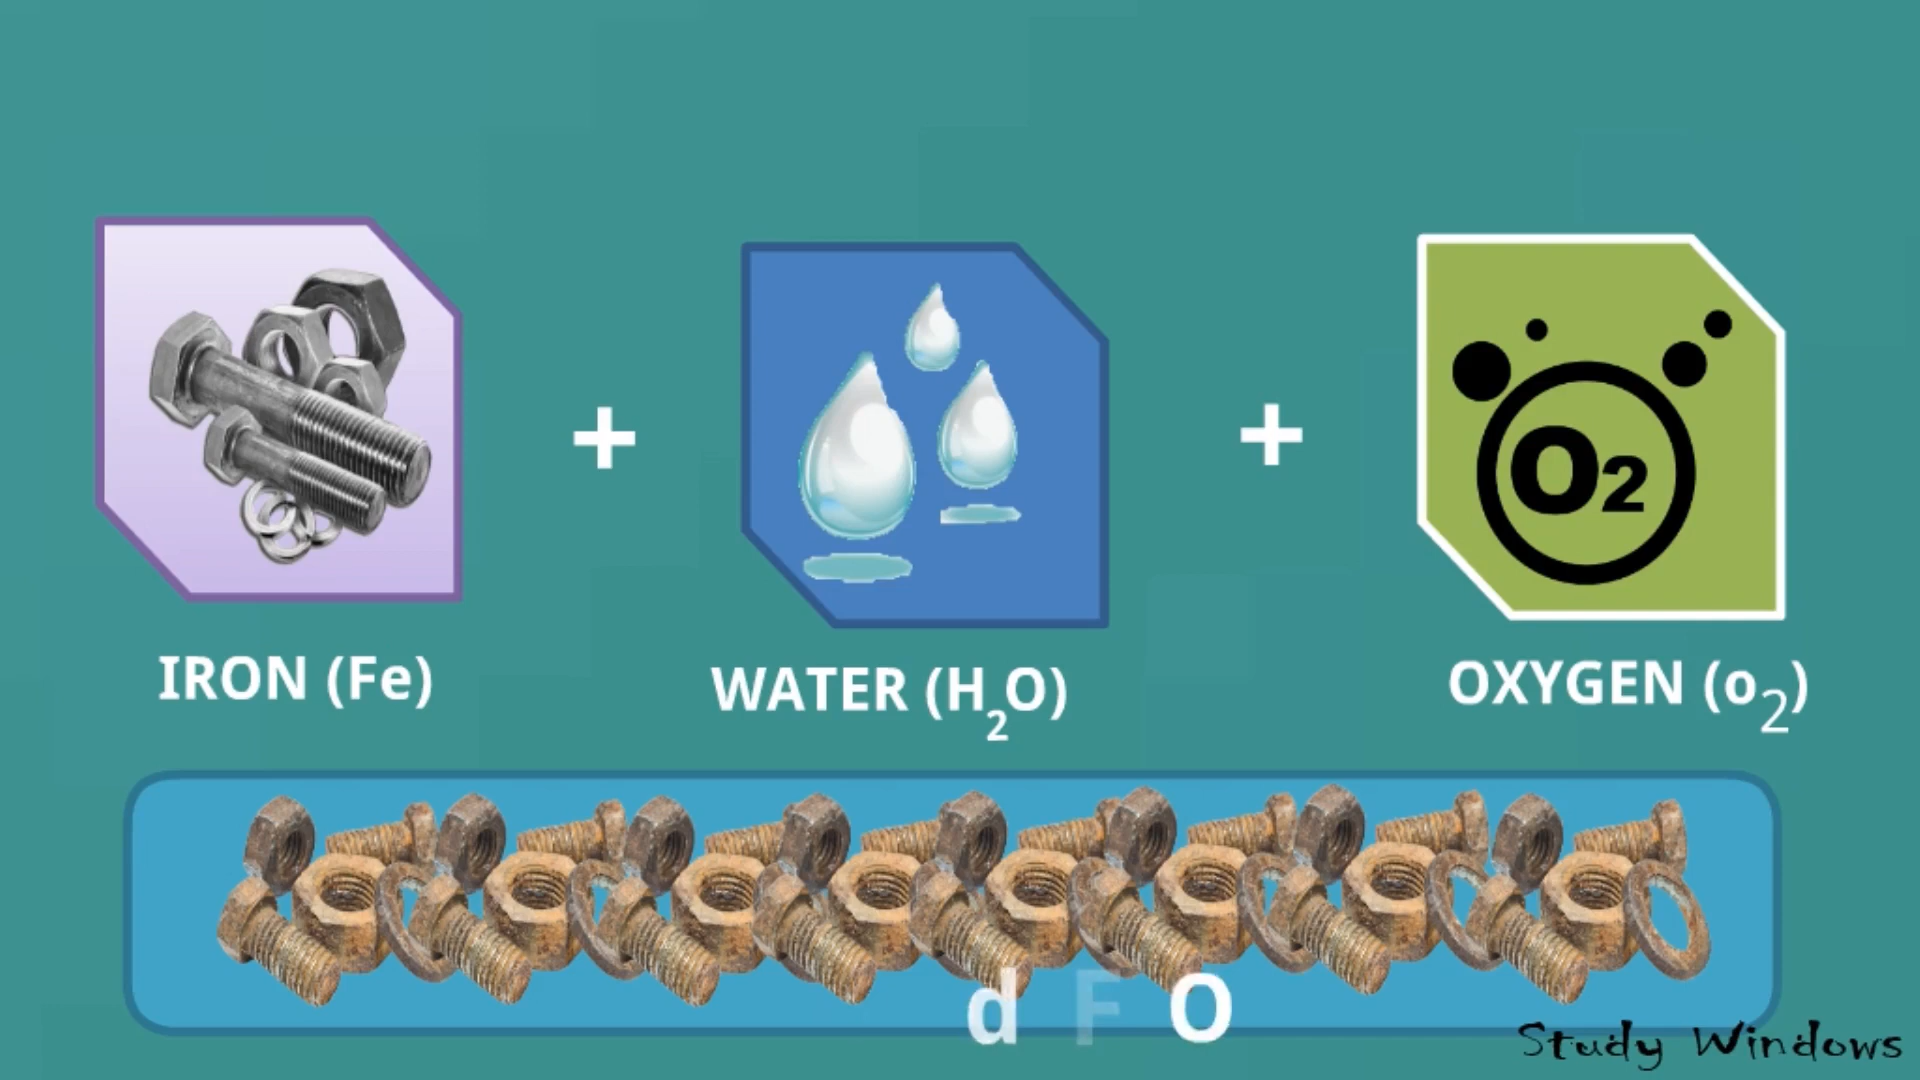 O2
+
+
IRON (Fe)
WATER (H2O)
OXYGEN (o2)
d F O
Study Windows